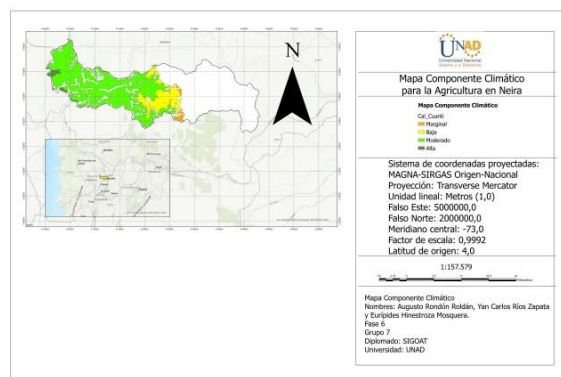 N
UNAD
Universidad Nacional
Abierta y a Distancia
Mapa Componente Climático
para la Agricultura en Neira
Mapa Componente Climático
Cal_Cuanti
Marginal
Baja
Moderado
Alta
Sistema de coordenadas proyectadas:
MAGNA-SIRGAS Origen-Nacional
Proyección: Transverse Mercator
Unidad lineal: Metros (1,0)
Falso Este: 5000000,0
Falso Norte: 2000000,0
Meridiano central: -73,0
Factor de escala: 0,9992
Latitud de origen: 4,0
1:157.579
Mapa Componente Climático
Nombres: Augusto Rondón Roldán, Yan Carlos Ríos Zapata
y Eurípides Hinestroza Mosquera.
Fase 6
Grupo 7
Diplomado: SIGOAT
Universidad: UNAD